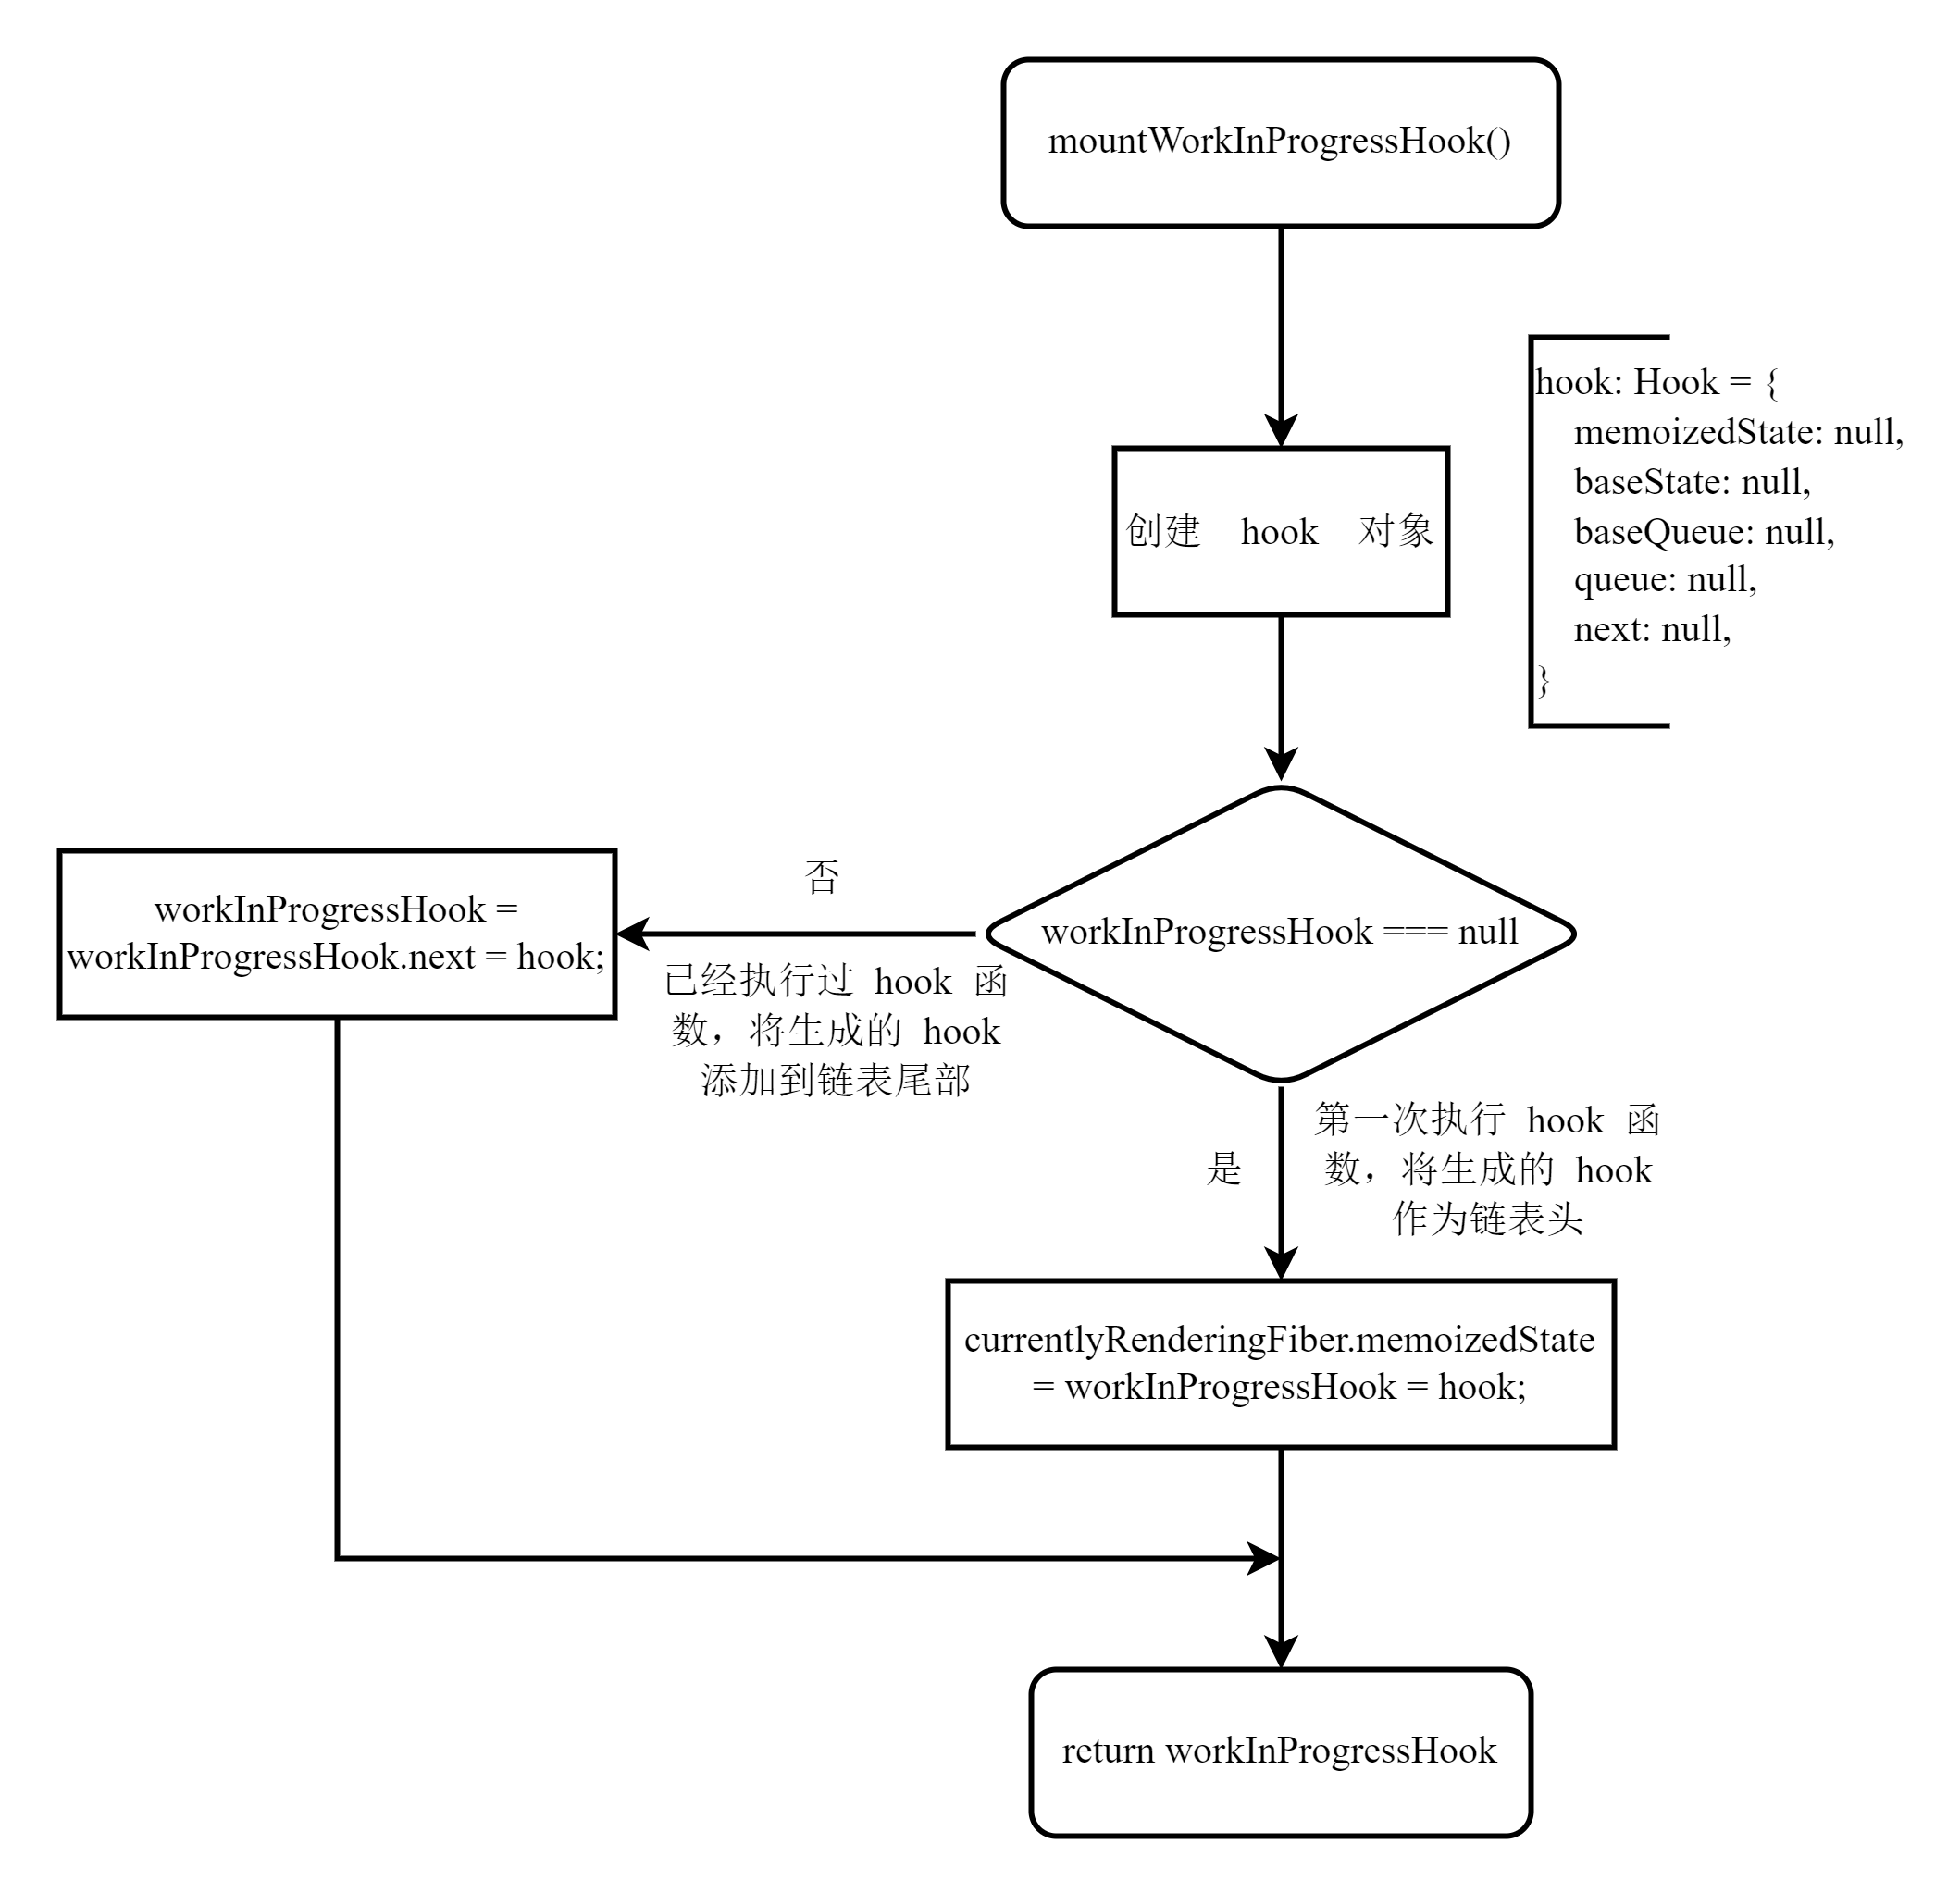 mountWorkInProgressHook()
hook: Hook = {
memoizedState: null,
baseState: null,
baseQueue: null,
queue: null,
next: null,
}
创建 hook 对象
workInProgressHook === null
否
已经执行过 hook 函
数，将生成的 hook
添加到链表尾部
workInProgressHook =
workInProgressHook.next = hook;
是
第一次执行 hook 函
数，将生成的 hook
作为链表头
currentlyRenderingFiber.memoizedState
= workInProgressHook = hook;
return workInProgressHook